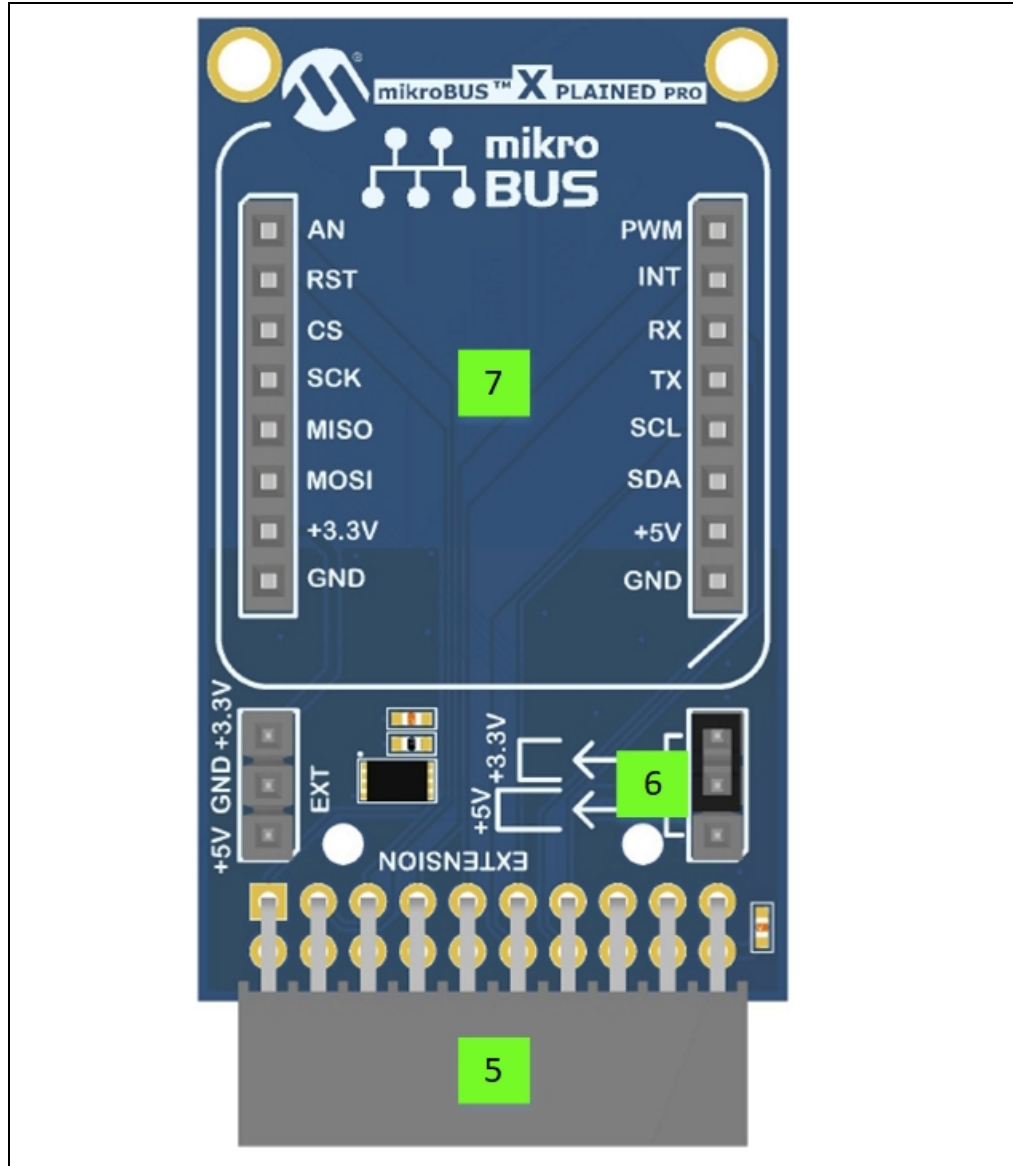 mikroBUS™ XPLAINED PRO
®
mikro
BUS
AN
RST
CS
SCK
MISO
MOSI
+3.3V
GND
PWM
INT
RX
TX
SCL
SDA
+5V
GND
7
+5V GND +3.3V
EXT
+3.3V
+5V
6
EXTENSION
5